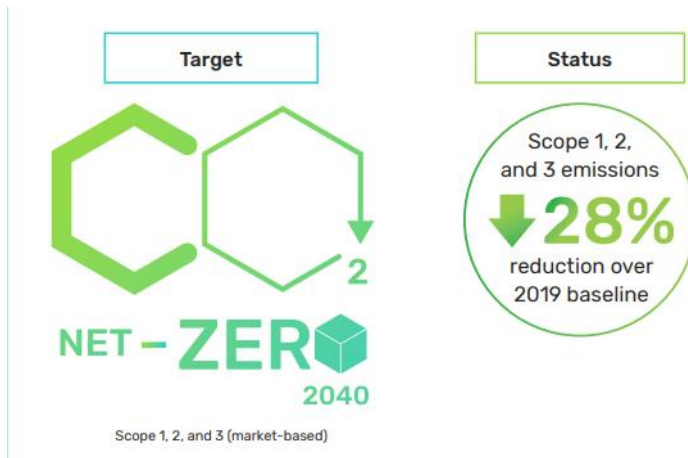 Target
CO2
NET - ZERO
2040
Scope 1, 2, and 3 (market-based)
Status
Scope 1, 2,
and 3 emissions
28%
reduction over
2019 baseline